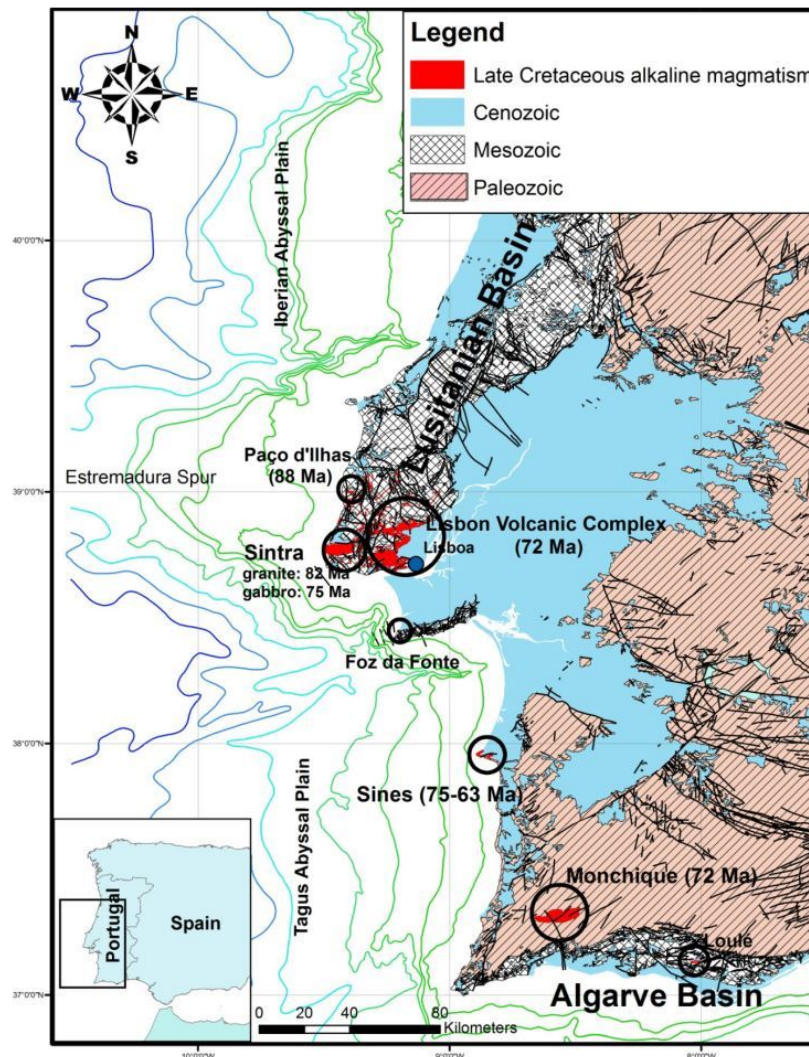 N
W
E
S
Legend
Late Cretaceous alkaline magmatism
Cenozoic
Mesozoic
Paleozoic
Iberian Abyssal Plain
40°0'0"N
Lusitanian Basin
Paço d'Ilhas
(88 Ma)
Estremadura Spur
39°0'0"N
Lisbon Volcanic Complex
(72 Ma)
Lisboa
Sintra
granite: 82 Ma
gabbro: 75 Ma
Foz da Fonte
38°0'0"N
Sines (75-63 Ma)
Tagus Abyssal Plain
Monchique (72 Ma)
Loulé
Portugal
Spain
37°0'0"N
Algarve Basin
0 20 40 80
Kilometers